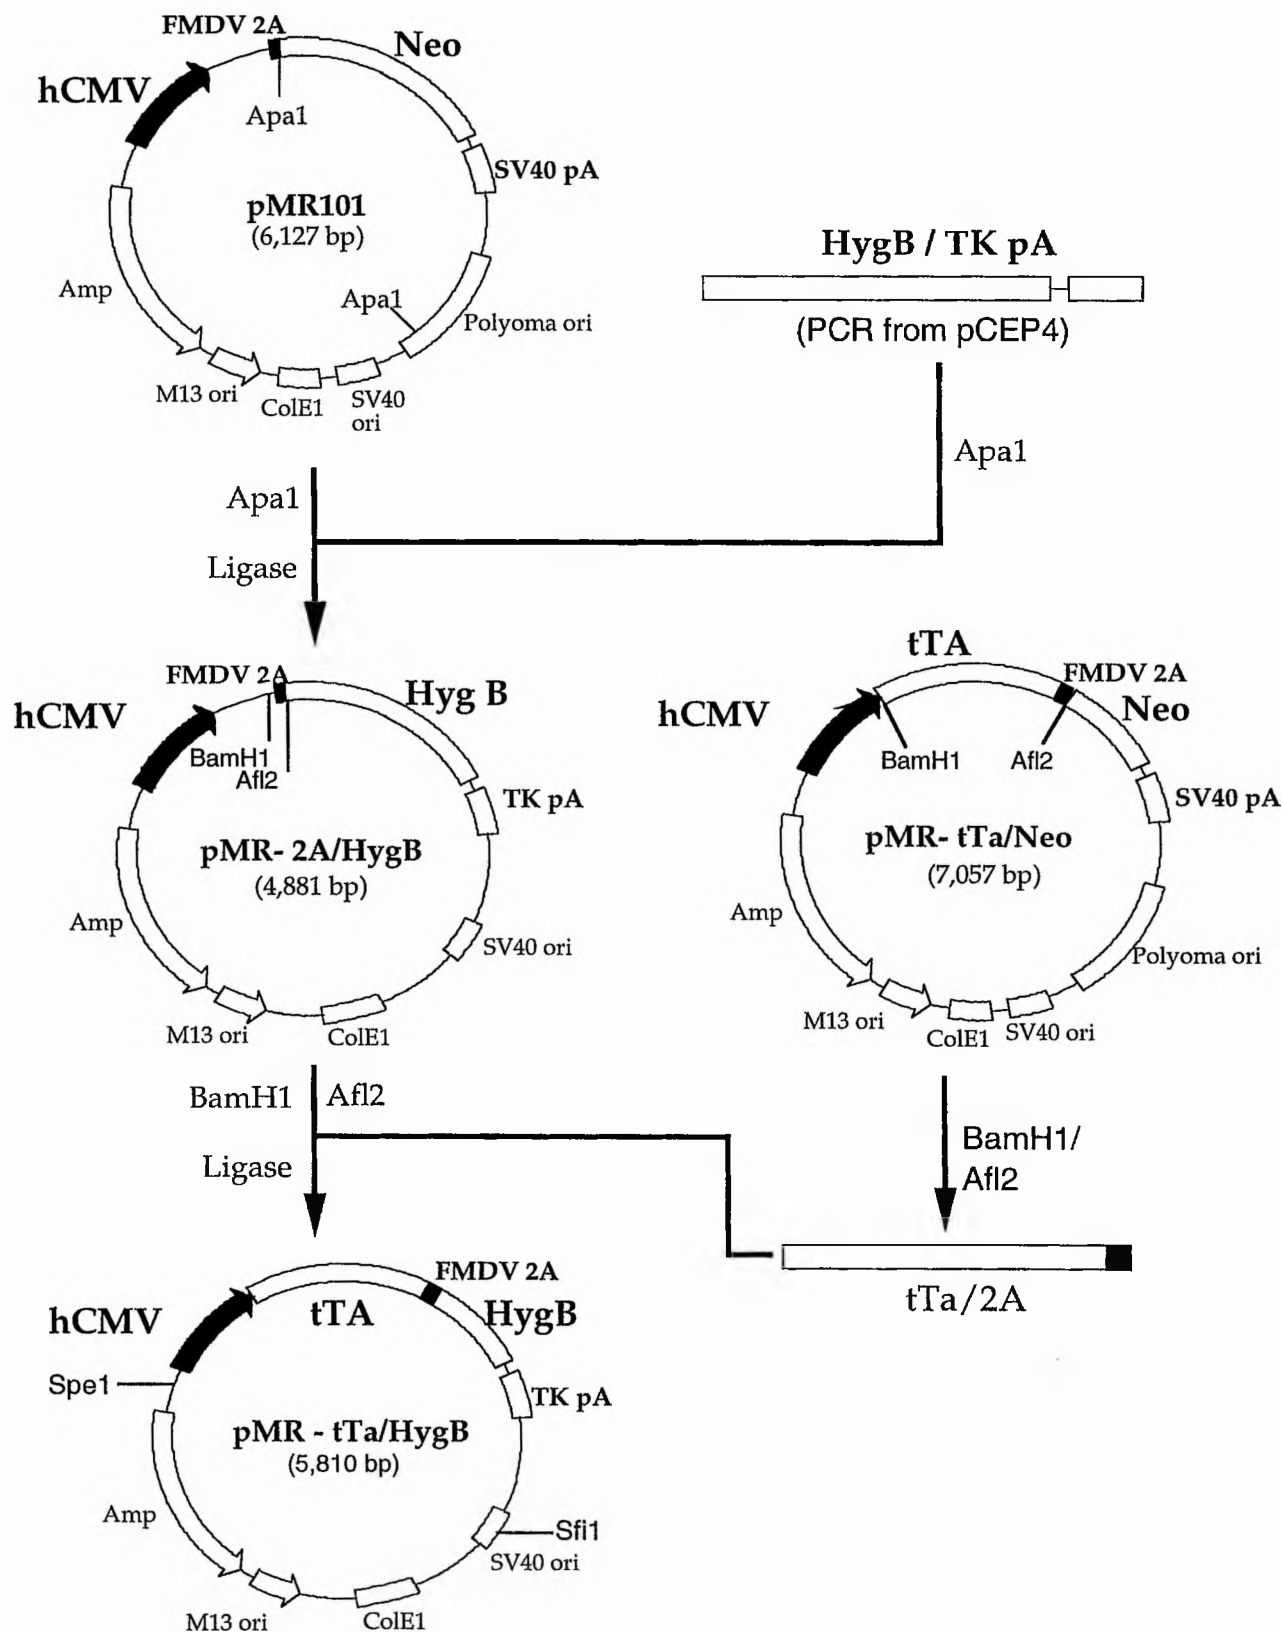 FMDV 2A
Neo
hCMV
Apa1
SV40 pA
pMR101
(6,127 bp)
HygB / TK pA
Amp
Apa1
Polyoma ori
(PCR from pCEP4)
M13 ori
ColE1
SV40
ori
Apa1
Apa1
Ligase
tTA
FMDV 2A
Hyg B
FMDV 2A
Neo
hCMV
hCMV
BamH1
Afl2
BamH1
Afl2
TK pA
SV40 pA
pMR- 2A/HygB
(4,881 bp)
pMR- tTa/Neo
(7,057 bp)
Amp
Amp
SV40 ori
Polyoma ori
M13 ori
ColE1
M13 ori
ColE1
SV40 ori
BamH1
Afl2
BamH1/
Afl2
Ligase
FMDV 2A
tTa/2A
hCMV
tTA
HygB
Spe1
TK pA
pMR - tTa/HygB
(5,810 bp)
Amp
Sfi1
SV40 ori
M13 ori
ColE1